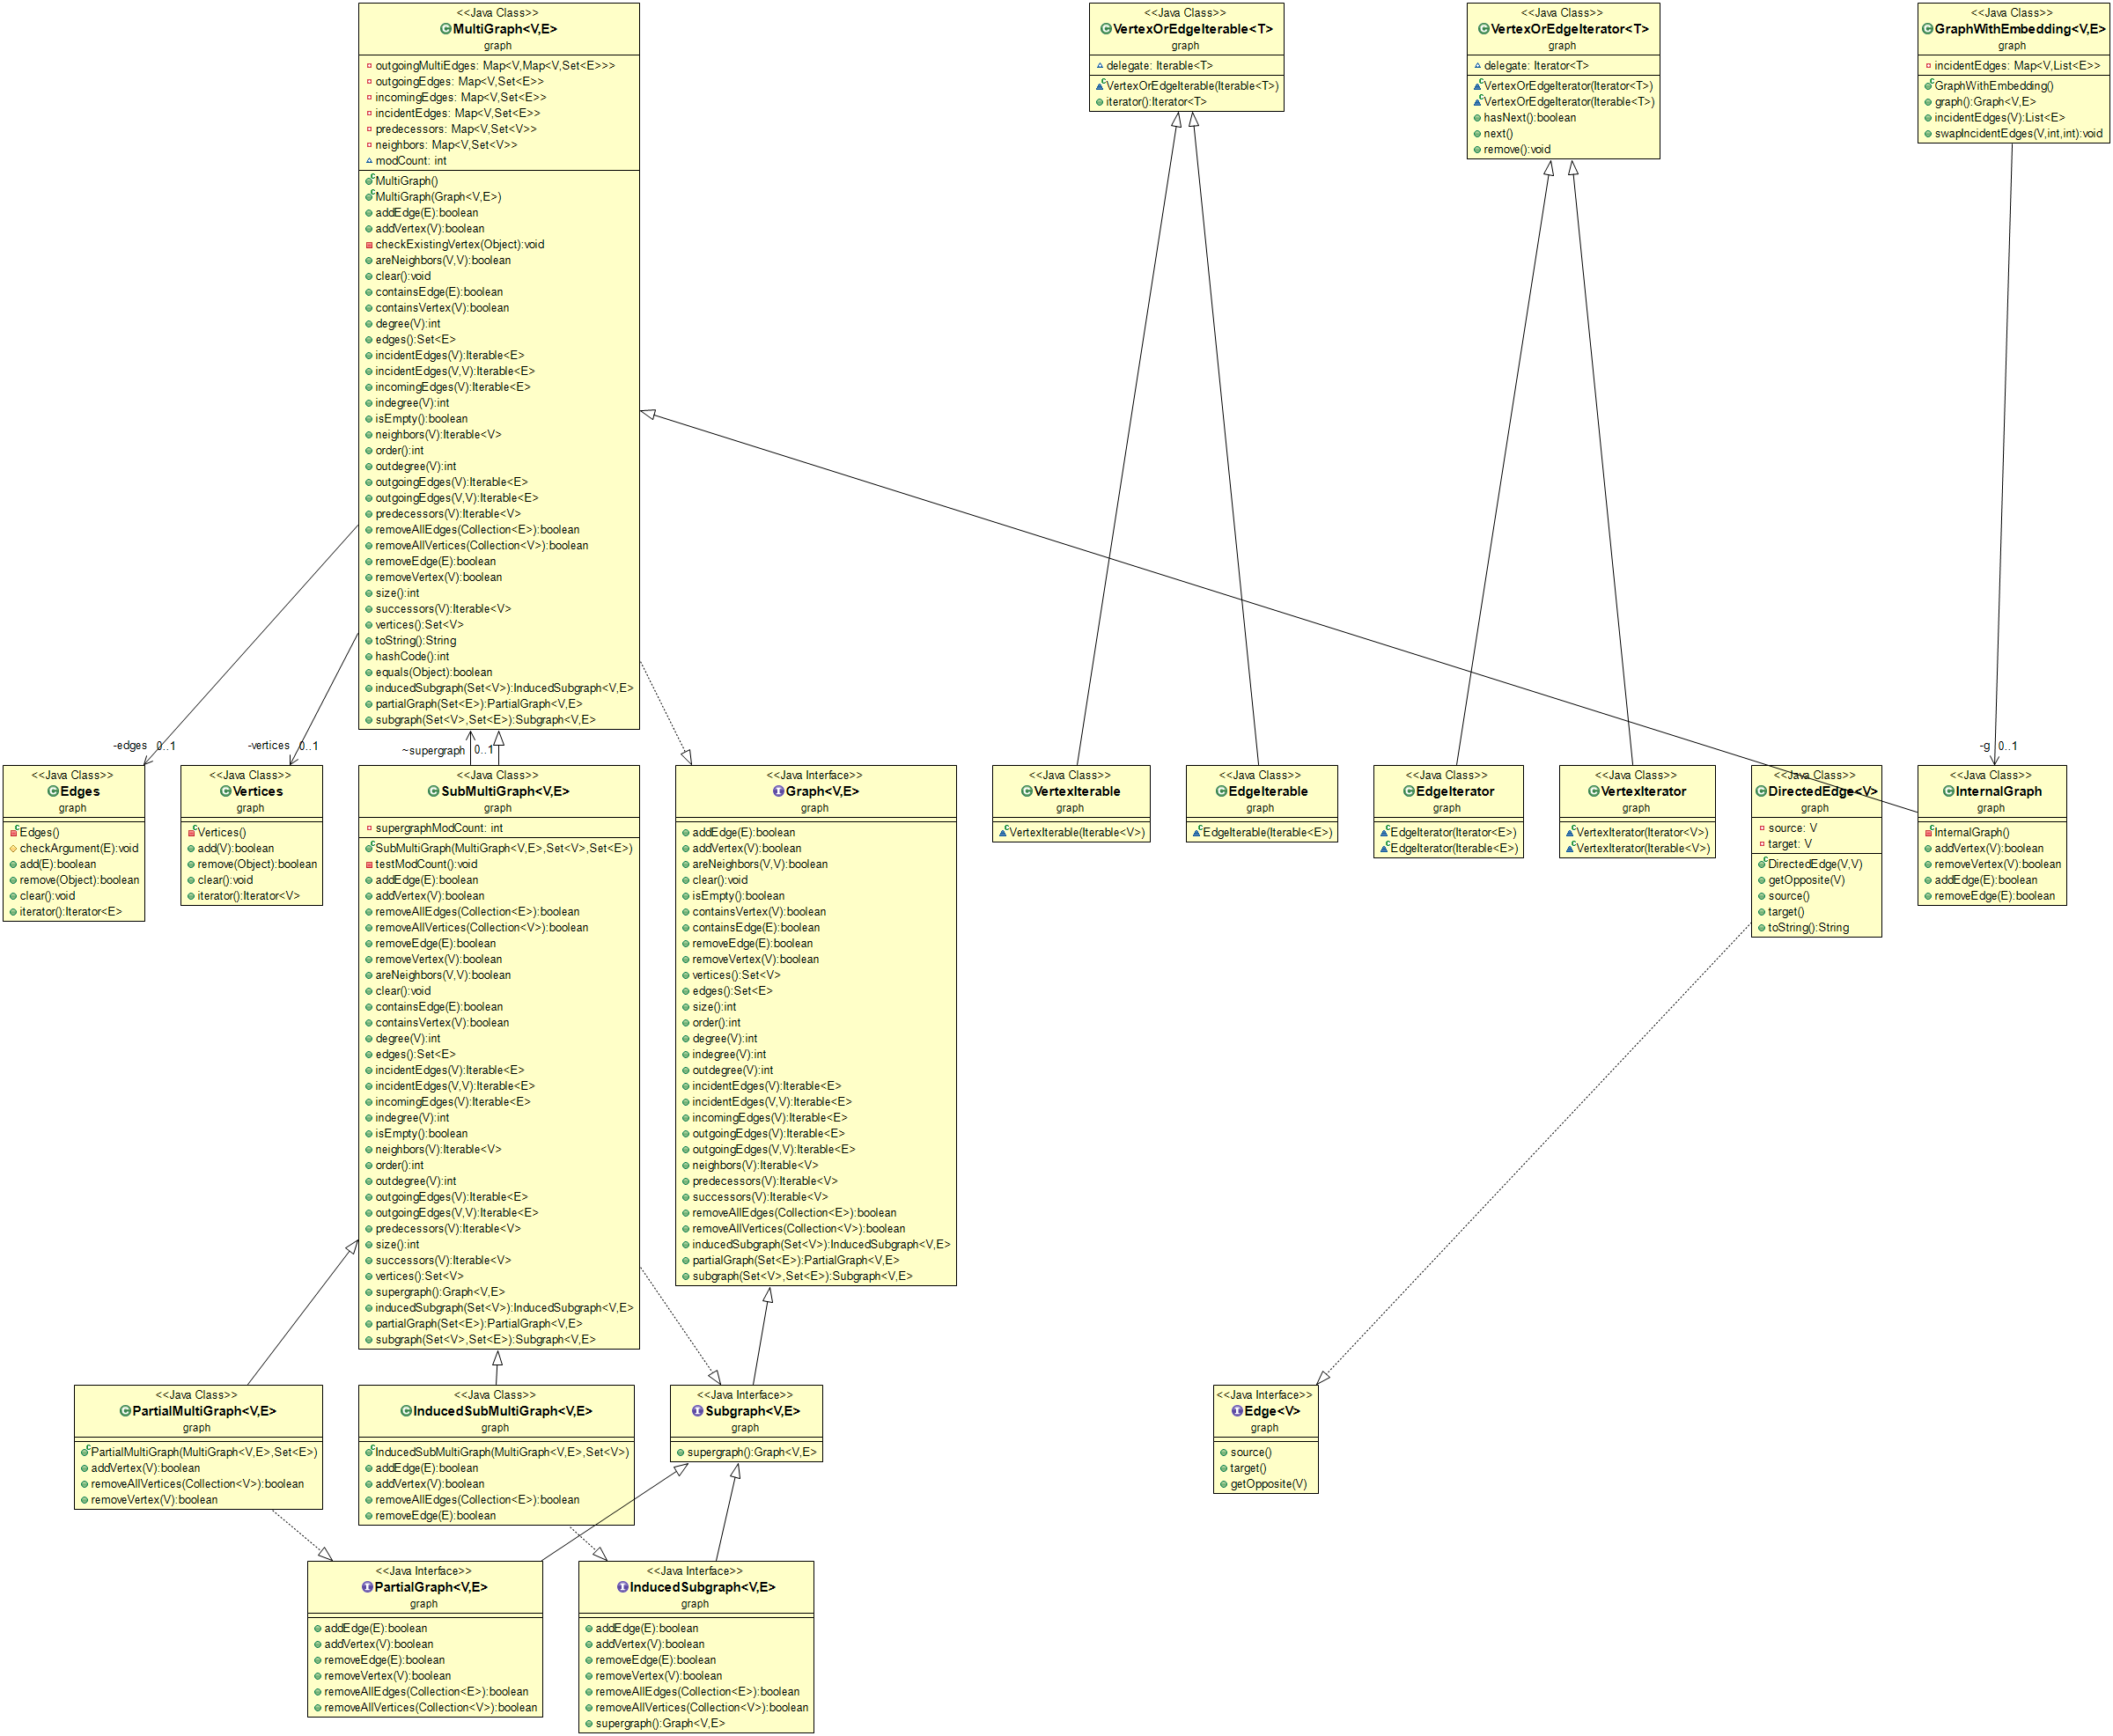 <<Java Class>>
MultiGraph<V,E>
graph
outgoingMultiEdges: Map<V,Map<V,Set<E>>>
outgoingEdges: Map<V,Set<E>>
incomingEdges: Map<V,Set<E>>
incidentEdges: Map<V,Set<E>>
predecessors: Map<V,Set<V>>
neighbors: Map<V,Set<V>>
modCount: int
MultiGraph()
MultiGraph(Graph<V,E>)
addEdge(E):boolean
addVertex(V):boolean
checkExistingVertex(Object):void
areNeighbors(V,V):boolean
clear():void
containsEdge(E):boolean
containsVertex(V):boolean
degree(V):int
edges():Set<E>
incidentEdges(V):Iterable<E>
incidentEdges(V,V):Iterable<E>
incomingEdges(V):Iterable<E>
indegree(V):int
isEmpty():boolean
neighbors(V):Iterable<V>
order():int
outdegree(V):int
outgoingEdges(V):Iterable<E>
outgoingEdges(V,V):Iterable<E>
predecessors(V):Iterable<V>
removeAllEdges(Collection<E>):boolean
removeAllVertices(Collection<V>):boolean
removeEdge(E):boolean
removeVertex(V):boolean
size():int
successors(V):Iterable<V>
vertices():Set<V>
toString():String
hashCode():int
equals(Object):boolean
inducedSubgraph(Set<V>):InducedSubgraph<V,E>
partialGraph(Set<E>):PartialGraph<V,E>
subgraph(Set<V>,Set<E>):Subgraph<V,E>
<<Java Class>>
VertexOrEdgeIterable<T>
graph
delegate: Iterable<T>
VertexOrEdgeIterable(Iterable<T>)
iterator():Iterator<T>
<<Java Class>>
VertexOrEdgeIterator<T>
graph
delegate: Iterator<T>
VertexOrEdgeIterator(Iterator<T>)
VertexOrEdgeIterator(Iterable<T>)
hasNext():boolean
next()
remove():void
<<Java Class>>
GraphWithEmbedding<V,E>
graph
incidentEdges: Map<V,List<E>>
GraphWithEmbedding()
graph():Graph<V,E>
incidentEdges(V):List<E>
swapIncidentEdges(V,int,int):void
-edges 0..1
-vertices 0..1
~supergraph 0..1
-g 0..1
<<Java Class>>
Edges
graph
Edges()
checkArgument(E):void
add(E):boolean
remove(Object):boolean
clear():void
iterator():Iterator<E>
<<Java Class>>
Vertices
graph
Vertices()
add(V):boolean
remove(Object):boolean
clear():void
iterator():Iterator<V>
<<Java Class>>
SubMultiGraph<V,E>
graph
supergraphModCount: int
SubMultiGraph(MultiGraph<V,E>,Set<V>,Set<E>)
testModCount():void
addEdge(E):boolean
addVertex(V):boolean
removeAllEdges(Collection<E>):boolean
removeAllVertices(Collection<V>):boolean
removeEdge(E):boolean
removeVertex(V):boolean
areNeighbors(V,V):boolean
clear():void
containsEdge(E):boolean
containsVertex(V):boolean
degree(V):int
edges():Set<E>
incidentEdges(V):Iterable<E>
incidentEdges(V,V):Iterable<E>
incomingEdges(V):Iterable<E>
indegree(V):int
isEmpty():boolean
neighbors(V):Iterable<V>
order():int
outdegree(V):int
outgoingEdges(V):Iterable<E>
outgoingEdges(V,V):Iterable<E>
predecessors(V):Iterable<V>
size():int
successors(V):Iterable<V>
vertices():Set<V>
supergraph():Graph<V,E>
inducedSubgraph(Set<V>):InducedSubgraph<V,E>
partialGraph(Set<E>):PartialGraph<V,E>
subgraph(Set<V>,Set<E>):Subgraph<V,E>
<<Java Interface>>
Graph<V,E>
graph
addEdge(E):boolean
addVertex(V):boolean
areNeighbors(V,V):boolean
clear():void
isEmpty():boolean
containsVertex(V):boolean
containsEdge(E):boolean
removeEdge(E):boolean
removeVertex(V):boolean
vertices():Set<V>
edges():Set<E>
size():int
order():int
degree(V):int
indegree(V):int
outdegree(V):int
incidentEdges(V):Iterable<E>
incidentEdges(V,V):Iterable<E>
incomingEdges(V):Iterable<E>
outgoingEdges(V):Iterable<E>
outgoingEdges(V,V):Iterable<E>
neighbors(V):Iterable<V>
predecessors(V):Iterable<V>
successors(V):Iterable<V>
removeAllEdges(Collection<E>):boolean
removeAllVertices(Collection<V>):boolean
inducedSubgraph(Set<V>):InducedSubgraph<V,E>
partialGraph(Set<E>):PartialGraph<V,E>
subgraph(Set<V>,Set<E>):Subgraph<V,E>
<<Java Class>>
VertexIterable
graph
VertexIterable(Iterable<V>)
<<Java Class>>
EdgeIterable
graph
EdgeIterable(Iterable<E>)
<<Java Class>>
EdgeIterator
graph
EdgeIterator(Iterator<E>)
EdgeIterator(Iterable<E>)
<<Java Class>>
VertexIterator
graph
VertexIterator(Iterator<V>)
VertexIterator(Iterable<V>)
<<Java Class>>
DirectedEdge<V>
graph
source: V
target: V
DirectedEdge(V,V)
getOpposite(V)
source()
target()
toString():String
<<Java Class>>
InternalGraph
graph
InternalGraph()
addVertex(V):boolean
removeVertex(V):boolean
addEdge(E):boolean
removeEdge(E):boolean
<<Java Class>>
PartialMultiGraph<V,E>
graph
PartialMultiGraph(MultiGraph<V,E>,Set<E>)
addVertex(V):boolean
removeAllVertices(Collection<V>):boolean
removeVertex(V):boolean
<<Java Class>>
InducedSubMultiGraph<V,E>
graph
InducedSubMultiGraph(MultiGraph<V,E>,Set<V>)
addEdge(E):boolean
addVertex(V):boolean
removeAllEdges(Collection<E>):boolean
removeEdge(E):boolean
<<Java Interface>>
Subgraph<V,E>
graph
supergraph():Graph<V,E>
<<Java Interface>>
Edge<V>
graph
source()
target()
getOpposite(V)
<<Java Interface>>
PartialGraph<V,E>
graph
addEdge(E):boolean
addVertex(V):boolean
removeEdge(E):boolean
removeVertex(V):boolean
removeAllEdges(Collection<E>):boolean
removeAllVertices(Collection<V>):boolean
<<Java Interface>>
InducedSubgraph<V,E>
graph
addEdge(E):boolean
addVertex(V):boolean
removeEdge(E):boolean
removeVertex(V):boolean
removeAllEdges(Collection<E>):boolean
removeAllVertices(Collection<V>):boolean
supergraph():Graph<V,E>